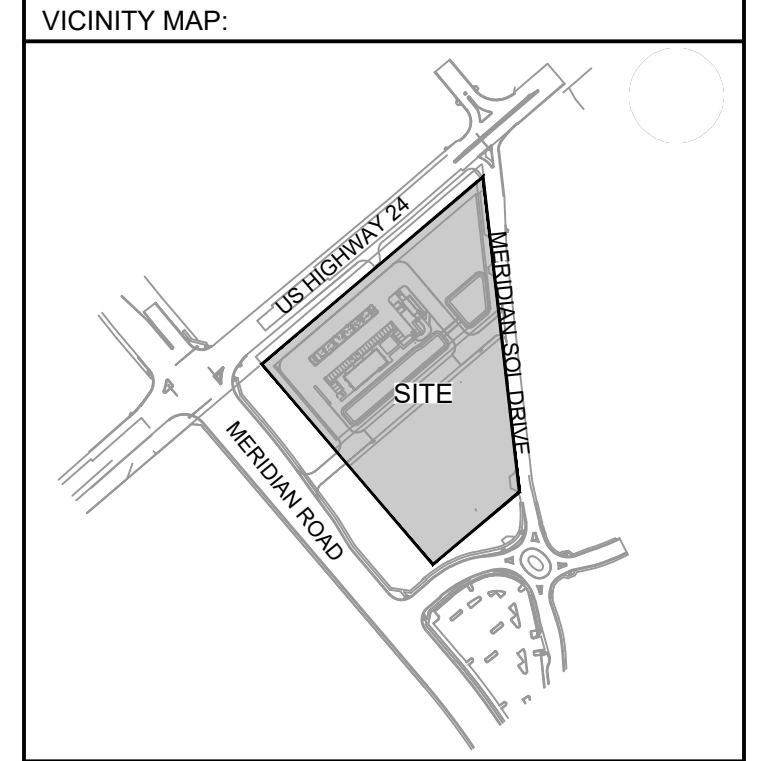 VICINITY MAP:
US HIGHWAY 24
MERIDIAN SOL DRIVE
SITE
MERIDIAN ROAD